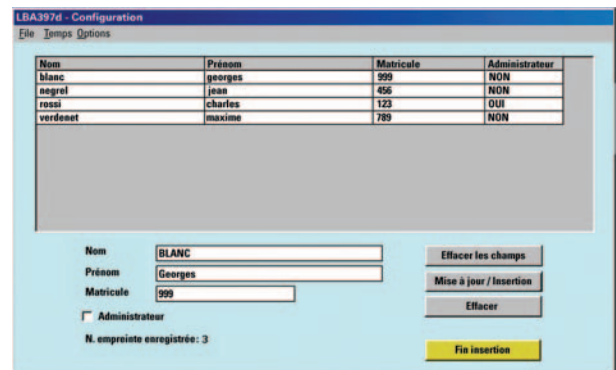 LBA397d - Configuration
File Temps Options
Nom Prénom Matricule Administrateur
blanc georges 999 NON
negrel jean 456 NON
rossi charles 123 OUI
verdenet maxime 789 NON
Nom BLANC
Effacer les champs
Prénom Georges
Mise à jour / Insertion
Matricule 999
Effacer
Administrateur
N. empreinte enregistrée: 3
Fin insertion